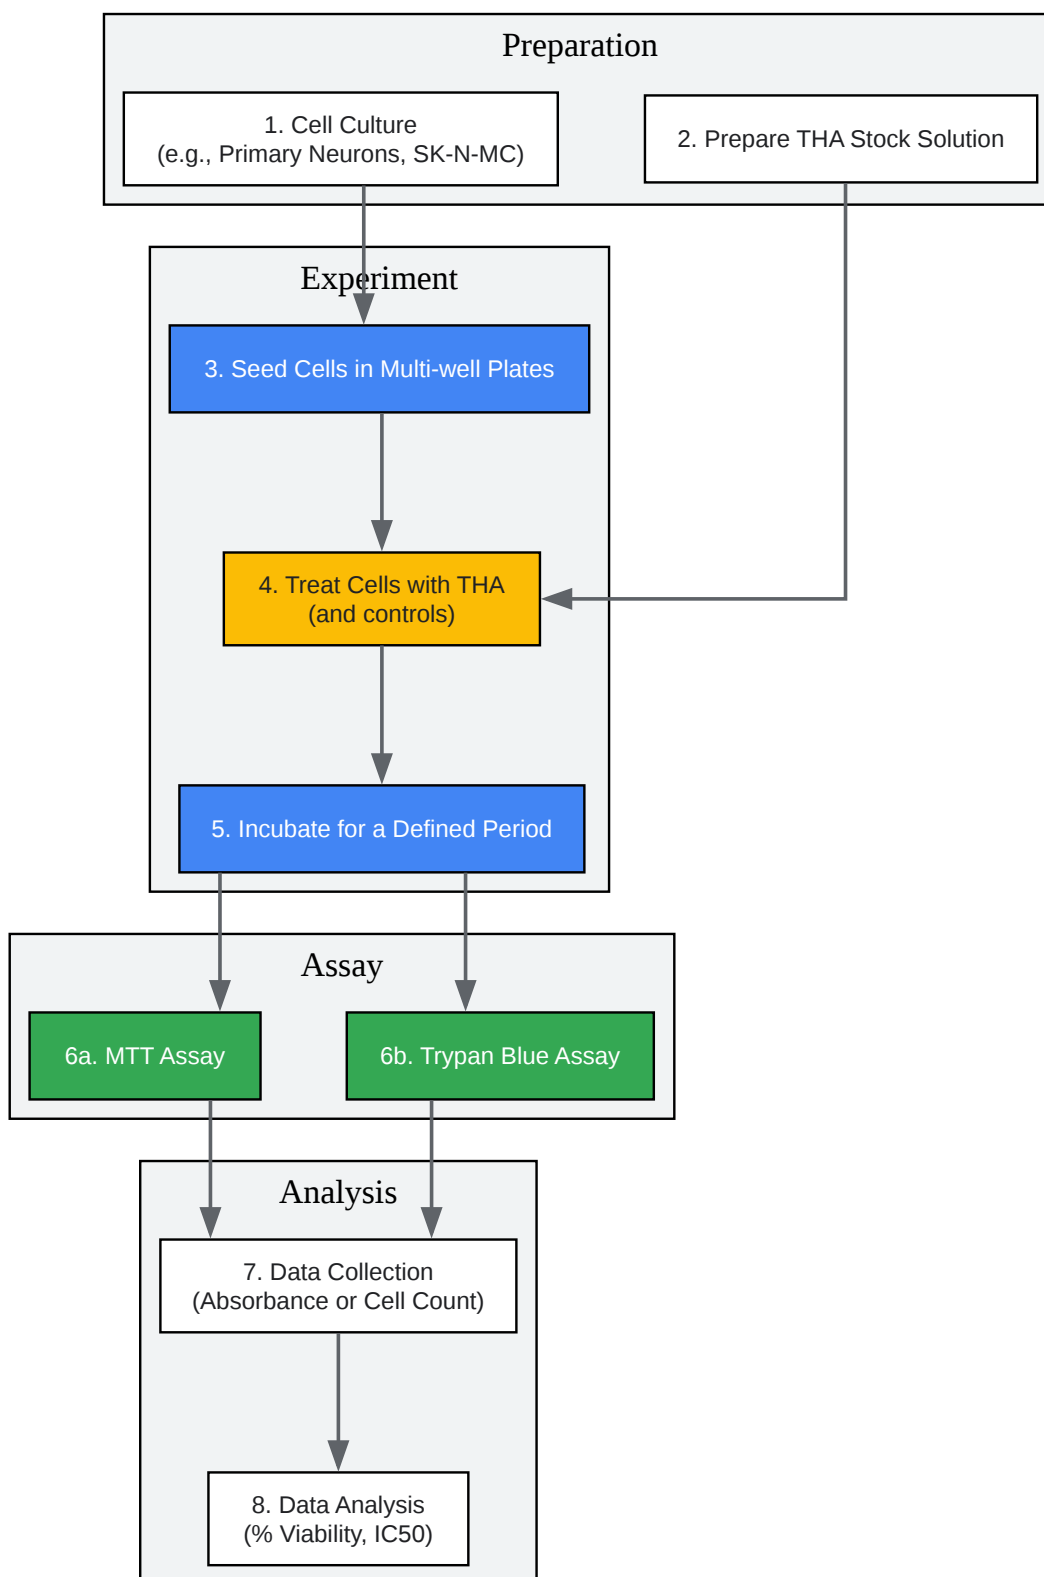 Preparation
1. Cell Culture
(e.g., Primary Neurons, SK-N-MC)
2. Prepare THA Stock Solution
Experiment
3. Seed Cells in Multi-well Plates
4. Treat Cells with THA
(and controls)
5. Incubate for a Defined Period
Assay
6a. MTT Assay
6b. Trypan Blue Assay
Analysis
7. Data Collection
(Absorbance or Cell Count)
8. Data Analysis
(% Viability, IC50)